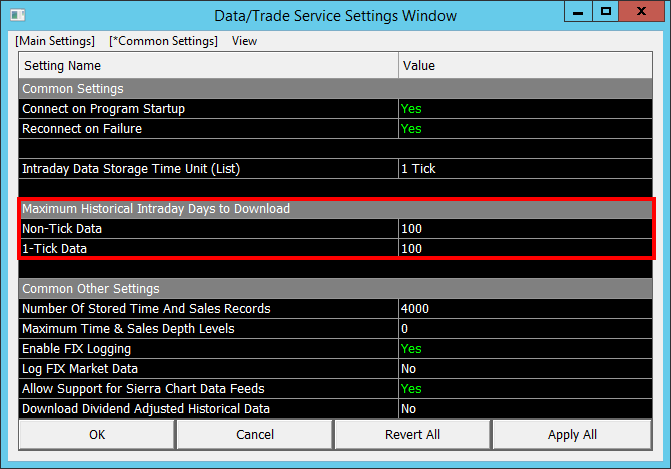 Data/Trade Service Settings Window
[Main Settings] [*Common Settings] View
Setting Name Value
Common Settings
Connect on Program Startup Yes
Reconnect on Failure Yes
Intraday Data Storage Time Unit (List) 1 Tick
Maximum Historical Intraday Days to Download
Non-Tick Data 100
1-Tick Data 100
Common Other Settings
Number Of Stored Time And Sales Records 4000
Maximum Time & Sales Depth Levels 0
Enable FIX Logging Yes
Log FIX Market Data No
Allow Support for Sierra Chart Data Feeds Yes
Download Dividend Adjusted Historical Data No
OK Cancel Revert All Apply All